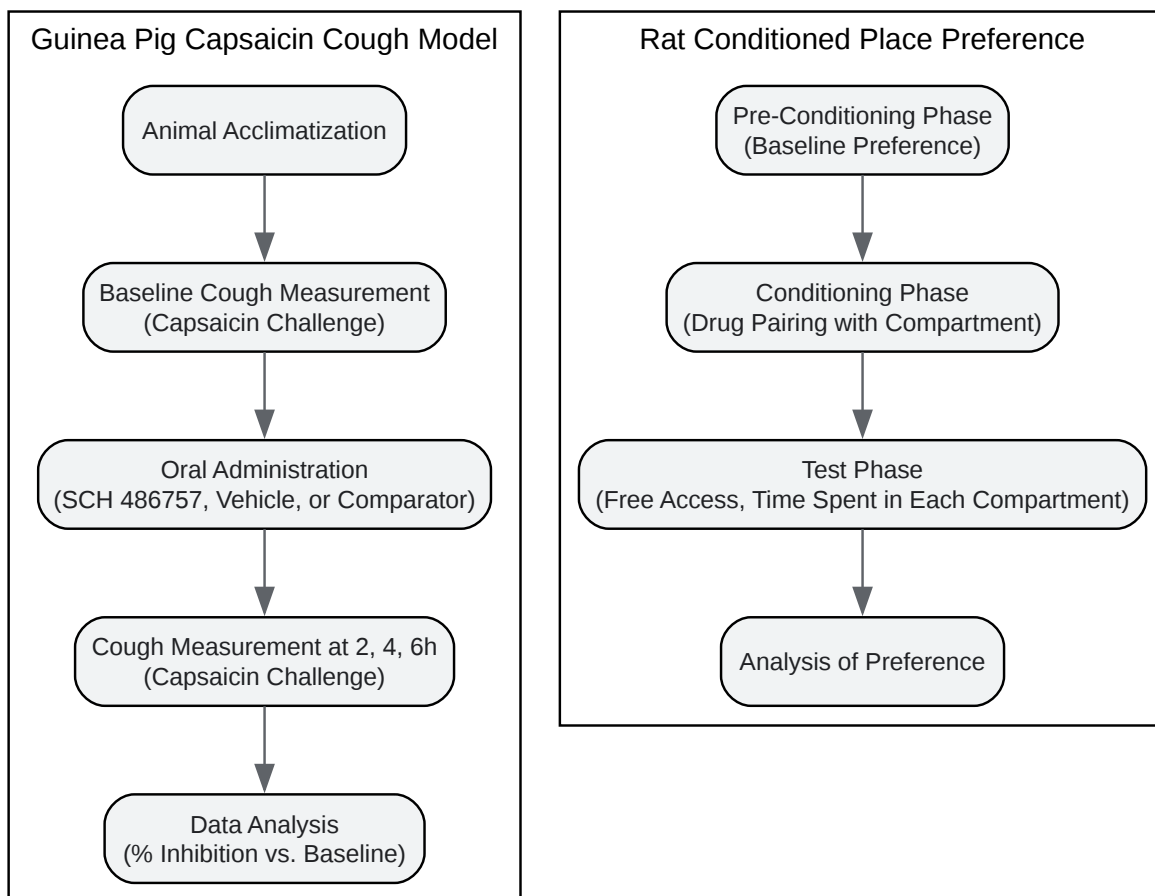 Guinea Pig Capsaicin Cough Model
Animal Acclimatization
Baseline Cough Measurement
(Capsaicin Challenge)
Oral Administration
(SCH 486757, Vehicle, or Comparator)
Cough Measurement at 2, 4, 6h
(Capsaicin Challenge)
Data Analysis
(% Inhibition vs. Baseline)
Rat Conditioned Place Preference
Pre-Conditioning Phase
(Baseline Preference)
Conditioning Phase
(Drug Pairing with Compartment)
Test Phase
(Free Access, Time Spent in Each Compartment)
Analysis of Preference